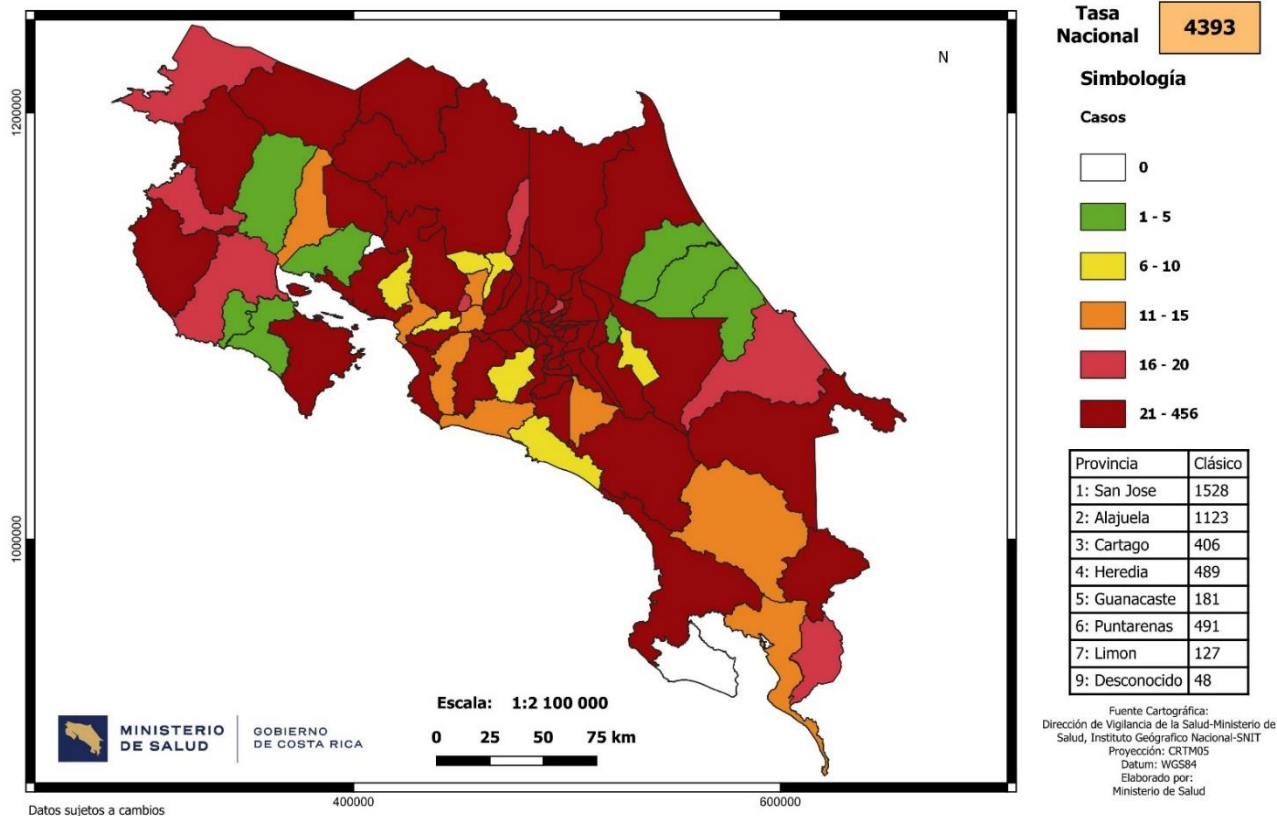 Tasa
Nacional
4393
N
Simbología
Casos
0
1 - 5
6 - 10
11 - 15
16 - 20
21 - 456
Provincia Clásico
1: San Jose 1528
2: Alajuela 1123
3: Cartago 406
4: Heredia 489
5: Guanacaste 181
6: Puntarenas 491
7: Limon 127
9: Desconocido 48
Fuente Cartográfica:
Dirección de Vigilancia de la Salud-Ministerio de
Salud, Instituto Geógrafico Nacional-SNIT
Proyección: CRTM05
Datum: WGS84
Elaborado por:
Ministerio de Salud
1200000
1000000
Escala: 1:2 100 000
0 25 50 75 km
MINISTERIO
DE SALUD
GOBIERNO
DE COSTA RICA
400000
600000
Datos sujetos a cambios